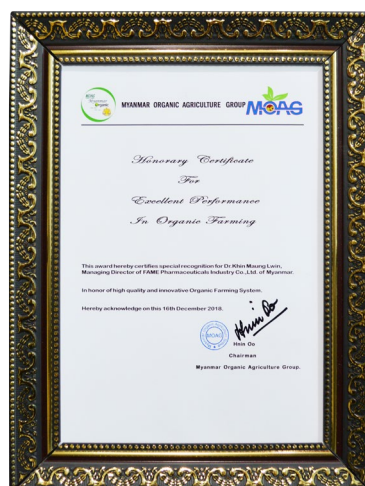 MYANMAR ORGANIC AGRICULTURE GROUP MOAG
Honorary Certificate
For
Excellent Performance
In Organic Farming
This award hereby certifies special recognition for Dr.Khin Maung Lwin,
Managing Director of FAME Pharmaceuticals Industry Co.,Ltd. of Myanmar.
In honor of high quality and innovative Organic Farming System.
Hereby acknowledge on this 16th December 2018.
MOAG
Hnin Oo
Hnin Oo
Chairman
Myanmar Organic Agriculture Group.